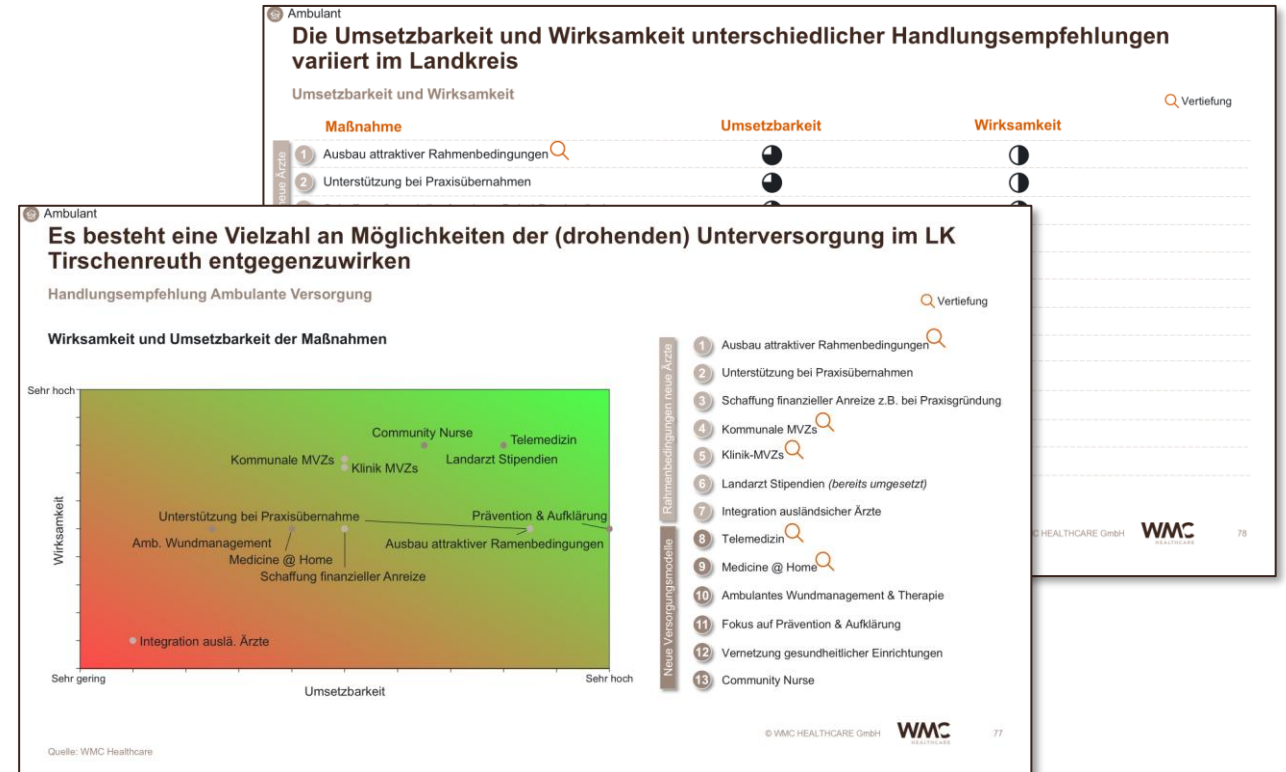 Ambulant
Die Umsetzbarkeit und Wirksamkeit unterschiedlicher Handlungsempfehlungen
variiert im Landkreis
Umsetzbarkeit und Wirksamkeit
Vertiefung
Maßnahme
Umsetzbarkeit
Wirksamkeit
neue Ärzte
1 Ausbau attraktiver Rahmenbedingungen
2 Unterstützung bei Praxisübernahmen
HEALTHCARE GmbH
WMC
HEALTHCARE
78
Ambulant
Es besteht eine Vielzahl an Möglichkeiten der (drohenden) Unterversorgung im LK
Tirschenreuth entgegenzuwirken
Handlungsempfehlung Ambulante Versorgung
Vertiefung
Wirksamkeit und Umsetzbarkeit der Maßnahmen
Sehr hoch
Wirksamkeit
Community Nurse
Telemedizin
Kommunale MVZs
Landarzt Stipendien
Klinik MVZs
Unterstützung bei Praxisübernahme
Prävention & Aufklärung
Amb. Wundmanagement
Ausbau attraktiver Ramenbedingungen
Medicine @ Home
Schaffung finanzieller Anreize
Integration auslä. Ärzte
Sehr gering
Umsetzbarkeit
Sehr hoch
Rahmenbedingungen neue Ärzte
1 Ausbau attraktiver Rahmenbedingungen
2 Unterstützung bei Praxisübernahmen
3 Schaffung finanzieller Anreize z.B. bei Praxisgründung
4 Kommunale MVZs
5 Klinik-MVZs
6 Landarzt Stipendien (bereits umgesetzt)
7 Integration ausländsicher Ärzte
Neue Versorgungsmodelle
8 Telemedizin
9 Medicine @ Home
10 Ambulantes Wundmanagement & Therapie
11 Fokus auf Prävention & Aufklärung
12 Vernetzung gesundheitlicher Einrichtungen
13 Community Nurse
Quelle: WMC Healthcare
© WMC HEALTHCARE GmbH
WMC
HEALTHCARE
77